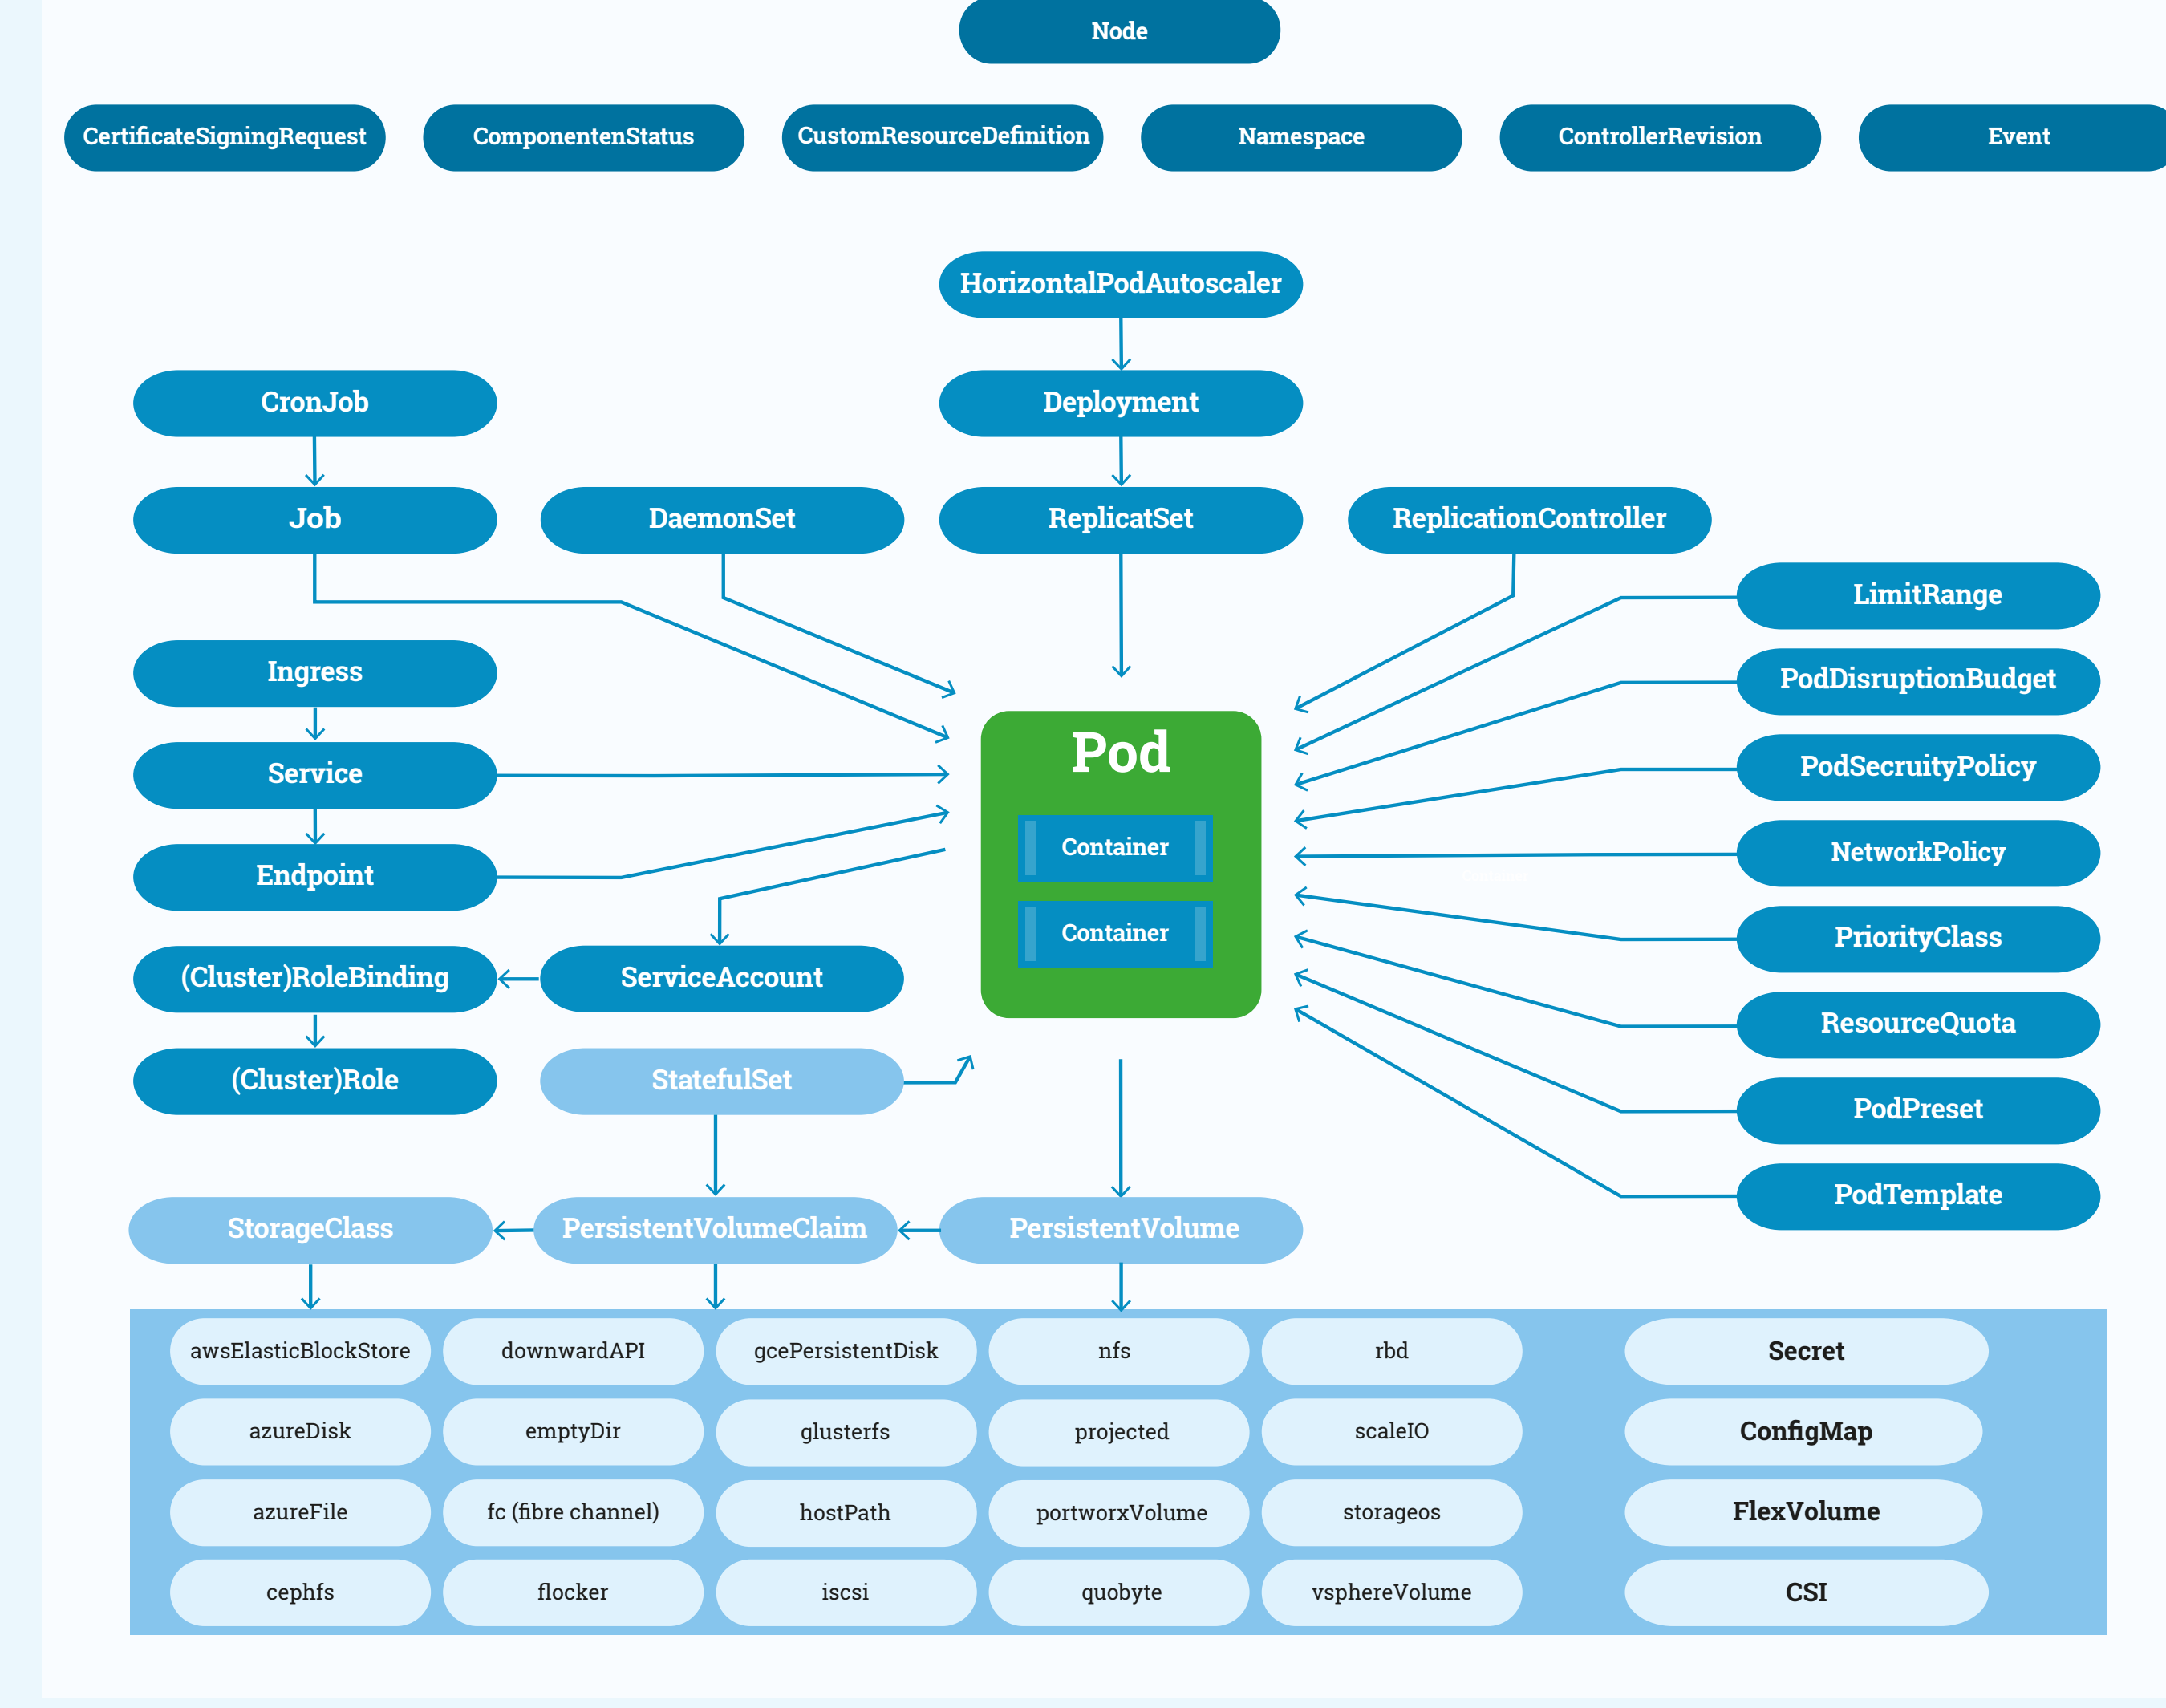 Node
CertificateSigningRequest
ComponentenStatus
CustomResourceDefinition
Namespace
ControllerRevision
Event
HorizontalPodAutoscaler
CronJob
Deployment
Job
DaemonSet
ReplicatSet
ReplicationController
LimitRange
Ingress
PodDisruptionBudget
Service
Pod
PodSecruityPolicy
Container
NetworkPolicy
Endpoint
Container
PriorityClass
(Cluster)RoleBinding
ServiceAccount
ResourceQuota
(Cluster)Role
StatefulSet
PodPreset
PodTemplate
StorageClass
PersistentVolumeClaim
PersistentVolume
awsElasticBlockStore
downwardAPI
gcePersistentDisk
nfs
rbd
Secret
azureDisk
emptyDir
glusterfs
projected
scaleIO
ConfigMap
azureFile
fc (fibre channel)
hostPath
portworxVolume
storageos
FlexVolume
cephfs
flocker
iscsi
quobyte
vsphereVolume
CSI